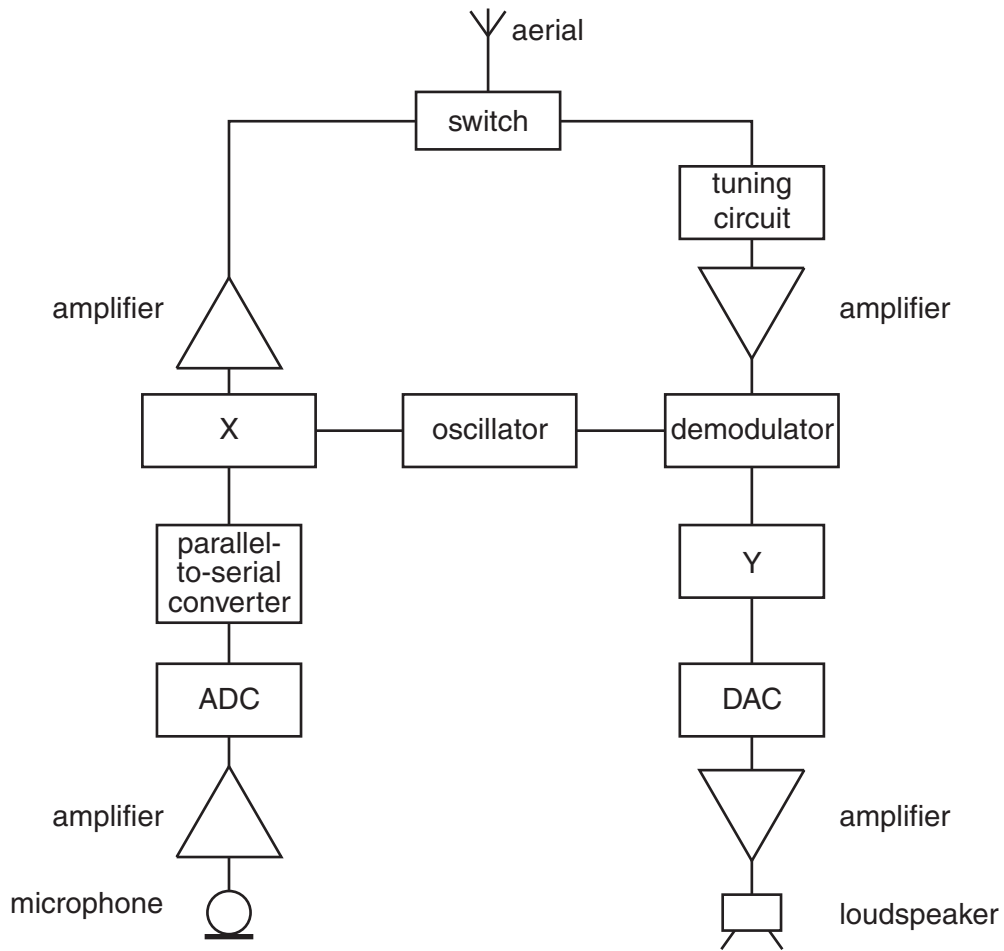 aerial
switch
tuning
circuit
amplifier
amplifier
X
oscillator
demodulator
parallel-
to-serial
converter
Y
ADC
DAC
amplifier
amplifier
microphone
loudspeaker